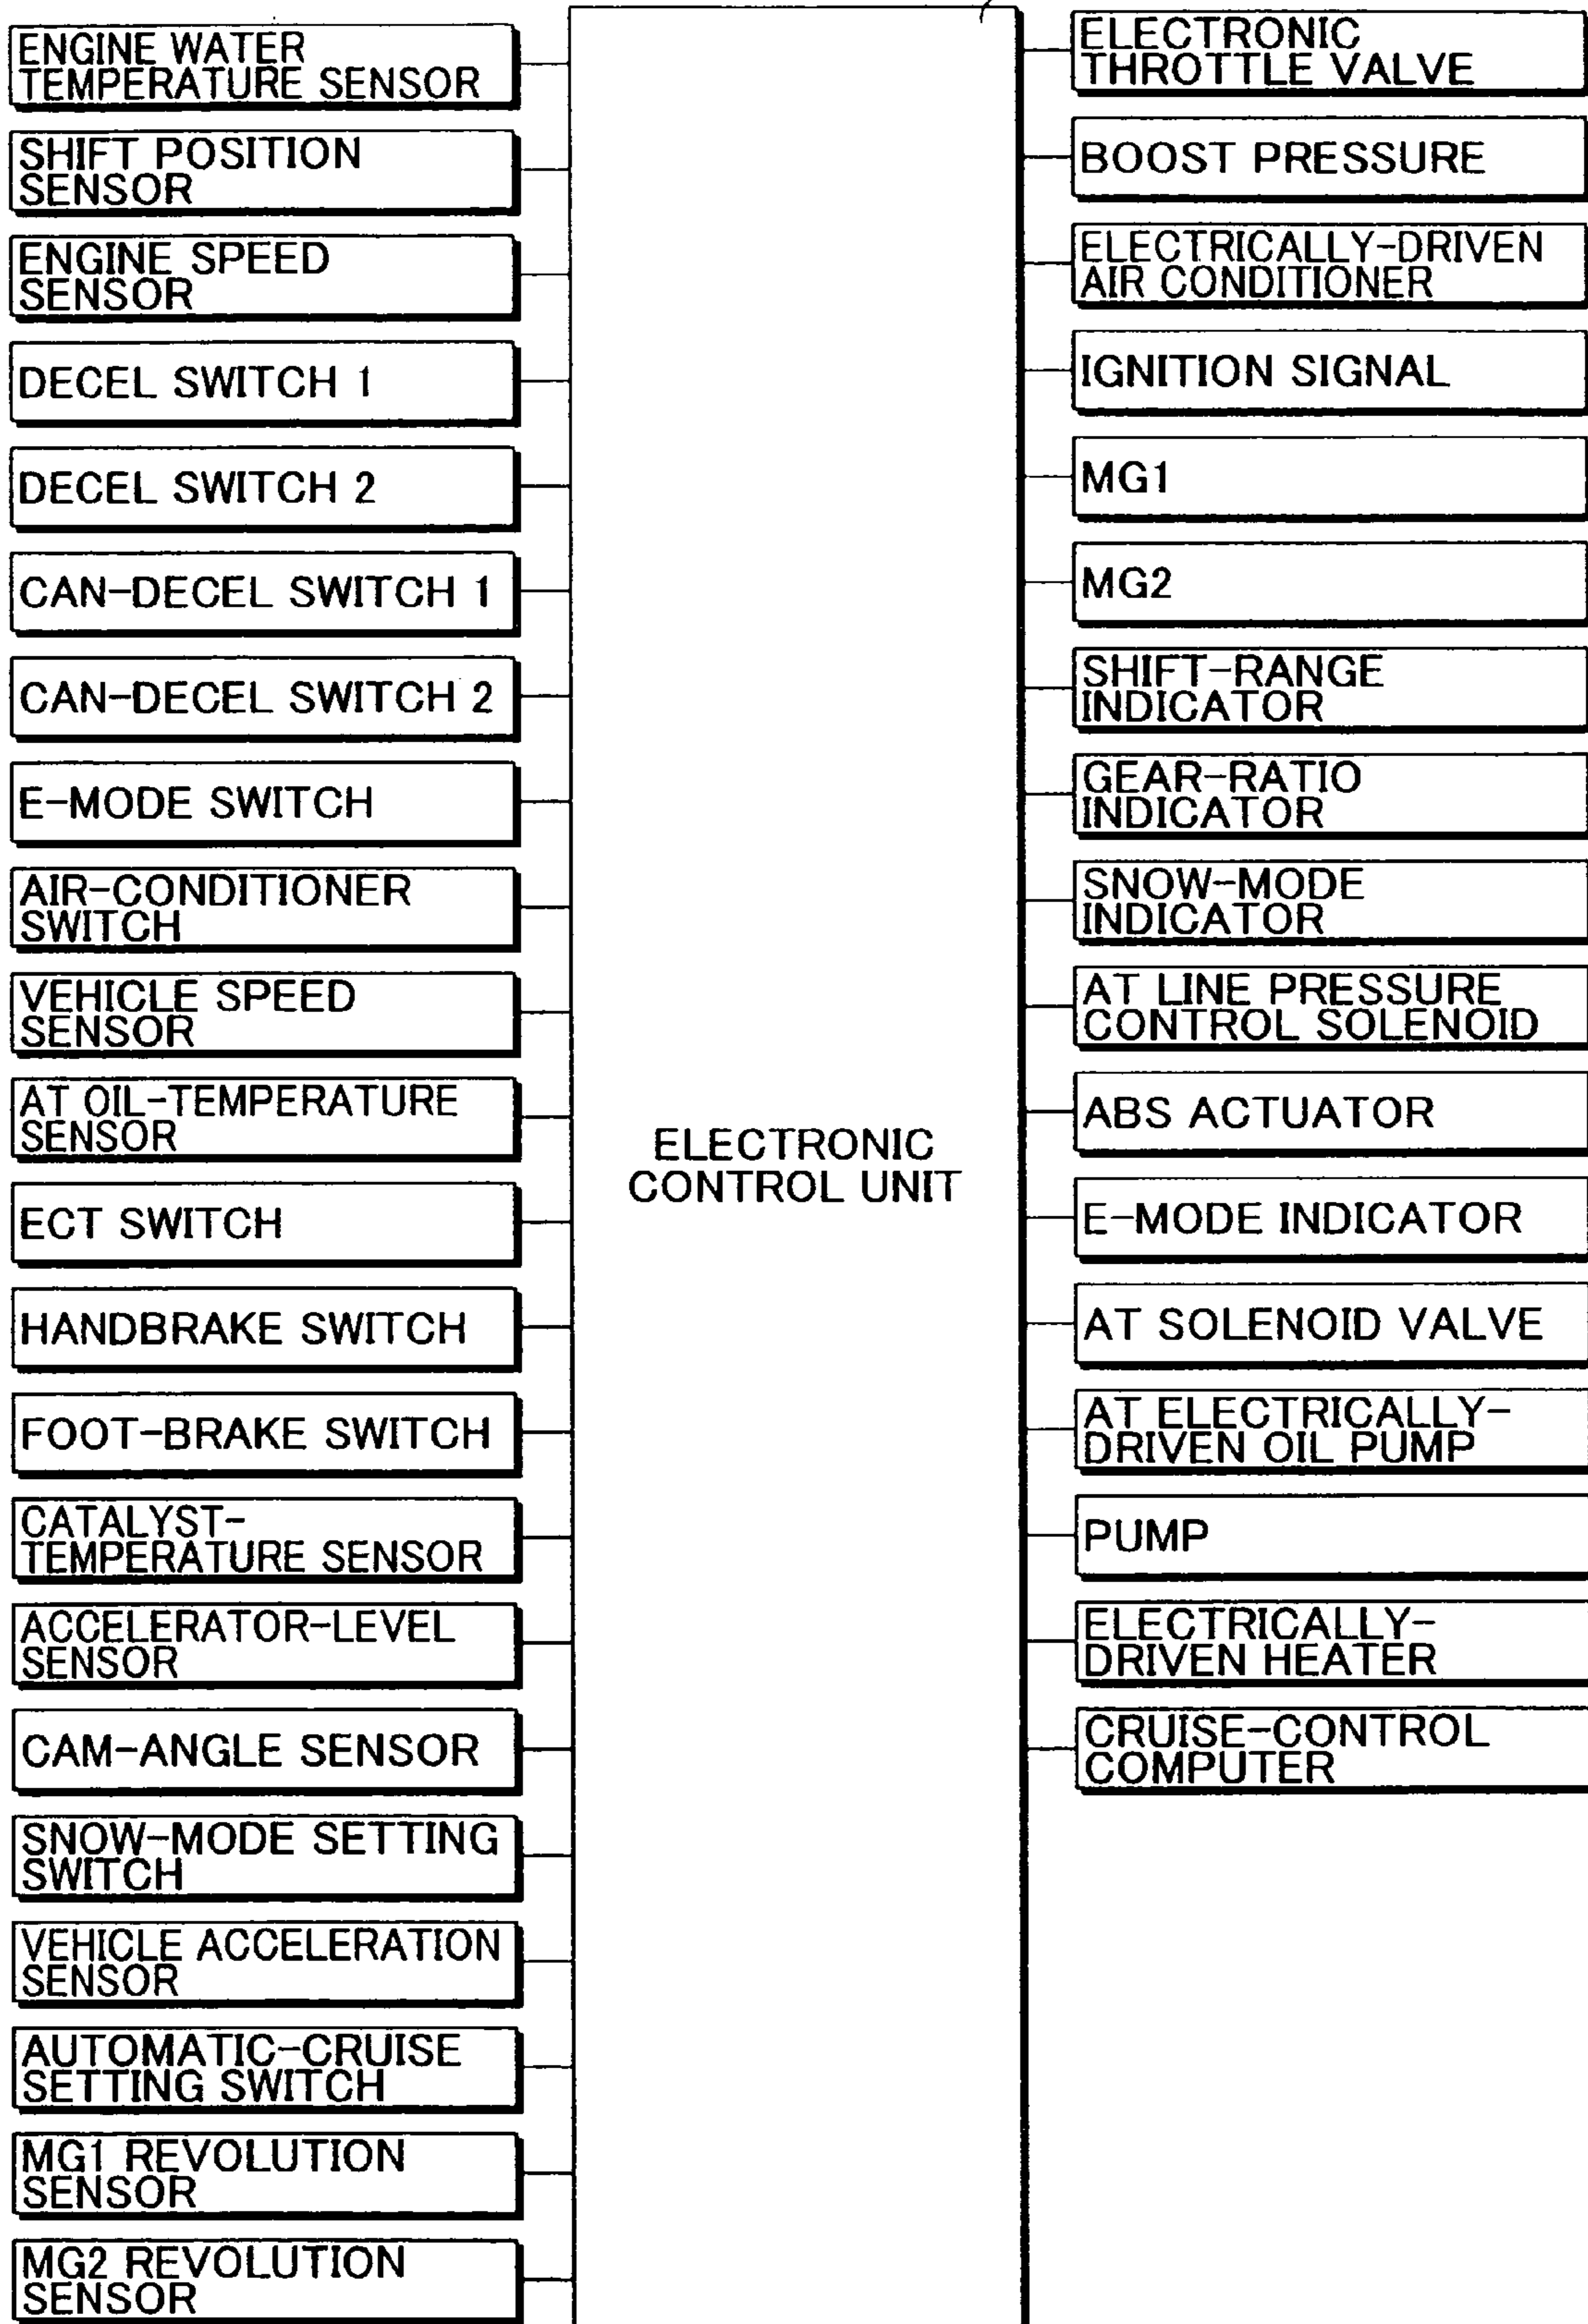 ENGINE WATER
TEMPERATURE SENSOR
SHIFT POSITION
SENSOR
ENGINE SPEED
SENSOR
DECEL SWITCH 1
DECEL SWITCH 2
CAN-DECEL SWITCH 1
CAN-DECEL SWITCH 2
E-MODE SWITCH
AIR-CONDITIONER
SWITCH
VEHICLE SPEED
SENSOR
AT OIL-TEMPERATURE
SENSOR
ECT SWITCH
HANDBRAKE SWITCH
FOOT-BRAKE SWITCH
CATALYST-
TEMPERATURE SENSOR
ACCELERATOR-LEVEL
SENSOR
CAM-ANGLE SENSOR
SNOW-MODE SETTING
SWITCH
VEHICLE ACCELERATION
SENSOR
AUTOMATIC-CRUISE
SETTING SWITCH
MG1 REVOLUTION
SENSOR
MG2 REVOLUTION
SENSOR
ELECTRONIC
CONTROL UNIT
ELECTRONIC
THROTTLE VALVE
BOOST PRESSURE
ELECTRICALLY-DRIVEN
AIR CONDITIONER
IGNITION SIGNAL
MG1
MG2
SHIFT-RANGE
INDICATOR
GEAR-RATIO
INDICATOR
SNOW-MODE
INDICATOR
AT LINE PRESSURE
CONTROL SOLENOID
ABS ACTUATOR
E-MODE INDICATOR
AT SOLENOID VALVE
AT ELECTRICALLY-
DRIVEN OIL PUMP
PUMP
ELECTRICALLY-
DRIVEN HEATER
CRUISE-CONTROL
COMPUTER